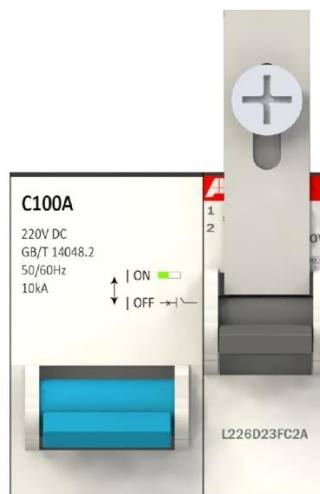 C100A
220V DC
GB/T 14048.2
50/60Hz
10kA
ON
OFF
1
2
L226D23FC2A